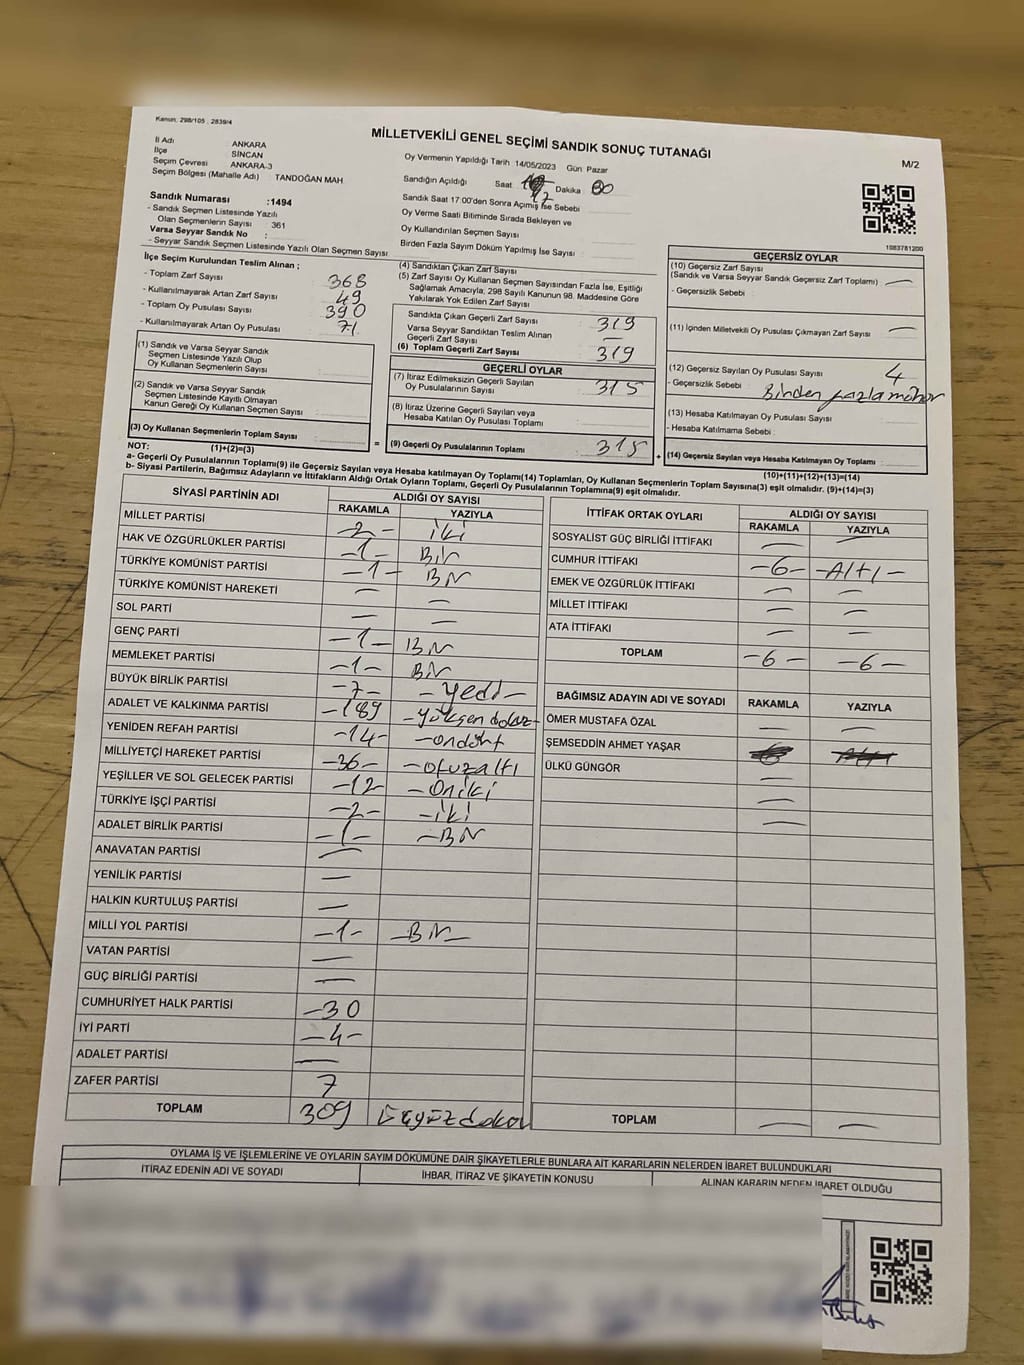 Kanun, 298/105 , 2839/4
MİLLETVEKİLİ GENEL SEÇİMİ SANDIK SONUÇ TUTANAĞI
M/2
İl Adı ANKARA
İlçe SİNCAN
Seçim Çevresi ANKARA-3
Seçim Bölgesi (Mahalle Adı) TANDOĞAN MAH
Oy Vermenin Yapıldığı Tarih 14/05/2023 Gün: Pazar
Sandığın Açıldığı Saat 17 Dakika
Sandık Saat 17:00'den Sonra Açımış İse Sebebi
Oy Verme Saati Bitiminde Sırada Bekleyen ve
Oy Kullandırılan Seçmen Sayısı
Birden Fazla Sayım Döküm Yapılmış İse Sayısı
Sandık Numarası :1494
- Sandık Seçmen Listesinde Yazılı
Olan Seçmenlerin Sayısı : 361
Varsa Seyyar Sandık No :
- Seyyar Sandık Seçmen Listesinde Yazılı Olan Seçmen Sayısı
1083781200
İlçe Seçim Kurulundan Teslim Alınan ;
- Toplam Zarf Sayısı 368
- Kullanılmayarak Artan Zarf Sayısı 49
- Toplam Oy Pusulası Sayısı 390
- Kullanılmayarak Artan Oy Pusulası 71
(1) Sandık ve Varsa Seyyar Sandık
Seçmen Listesinde Yazılı Olup
Oy Kullanan Seçmenlerin Sayısı :
(2) Sandık ve Varsa Seyyar Sandık
Seçmen Listesinde Kayıtlı Olmayan
Kanun Gereği Oy Kullanan Seçmen Sayısı
(3) Oy Kullanan Seçmenlerin Toplam Sayısı
(1)+(2)=(3)
=
(4) Sandıktan Çıkan Zarf Sayısı
(5) Zarf Sayısı Oy Kullanan Seçmen Sayısından Fazla İse, Eşitliği
Sağlamak Amacıyla, 298 Sayılı Kanunun 98. Maddesine Göre
Yakılarak Yok Edilen Zarf Sayısı
Sandıkta Çıkan Geçerli Zarf Sayısı 319
Varsa Seyyar Sandıktan Teslim Alınan
Geçerli Zarf Sayısı —
(6) Toplam Geçerli Zarf Sayısı 319
GEÇERLİ OYLAR
(7) İtiraz Edilmeksizin Geçerli Sayılan
Oy Pusulalarının Sayısı 315
(8) İtiraz Üzerine Geçerli Sayılan veya
Hesaba Katılan Oy Pusulası Toplamı
(9) Geçerli Oy Pusulalarının Toplamı 315
+
GEÇERSİZ OYLAR
(10) Geçersiz Zarf Sayısı
(Sandık ve Varsa Seyyar Sandık Geçersiz Zarf Toplamı) —
- Geçersizlik Sebebi :
(11) İçinden Milletvekili Oy Pusulası Çıkmayan Zarf Sayısı —
(12) Geçersiz Sayılan Oy Pusulası Sayısı 4
- Geçersizlik Sebebi : Birden fazla mühür
(13) Hesaba Katılmayan Oy Pusulası Sayısı
- Hesaba Katılmama Sebebi :
(14) Geçersiz Sayılan veya Hesaba Katılmayan Oy Toplamı
(10)+(11)+(12)+(13)=(14)
NOT:
a- Geçerli Oy Pusulalarının Toplamı(9) ile Geçersiz Sayılan veya Hesaba katılmayan Oy Toplamı(14) Toplamları, Oy Kullanan Seçmenlerin Toplam Sayısına(3) eşit olmalıdır. (9)+(14)=(3)
b- Siyasi Partilerin, Bağımsız Adayların ve İttifakların Aldığı Ortak Oyların Toplamı, Geçerli Oy Pusulalarının Toplamına(9) eşit olmalıdır.
SİYASİ PARTİNİN ADI ALDIĞI OY SAYISI
RAKAMLA YAZIYLA
MİLLET PARTİSİ -2- iki
HAK VE ÖZGÜRLÜKLER PARTİSİ -1- Bir
TÜRKİYE KOMÜNİST PARTİSİ -1- Bir
TÜRKİYE KOMÜNİST HAREKETİ — —
SOL PARTİ — —
GENÇ PARTİ -1- Bir
MEMLEKET PARTİSİ -1- Bir
BÜYÜK BİRLİK PARTİSİ -7- -Yedi-
ADALET VE KALKINMA PARTİSİ -189
YENİDEN REFAH PARTİSİ -14- -ondört
MİLLİYETÇİ HAREKET PARTİSİ -36- -otuzaltı
YEŞİLLER VE SOL GELECEK PARTİSİ -12 -Oniki
TÜRKİYE İŞÇİ PARTİSİ -2- -iki
ADALET BİRLİK PARTİSİ -1- -Bir
ANAVATAN PARTİSİ —
YENİLİK PARTİSİ —
HALKIN KURTULUŞ PARTİSİ —
MİLLİ YOL PARTİSİ -1- -Bir-
VATAN PARTİSİ —
GÜÇ BİRLİĞİ PARTİSİ —
CUMHURİYET HALK PARTİSİ -30
İYİ PARTİ -4-
ADALET PARTİSİ —
ZAFER PARTİSİ 7
TOPLAM 309 Üçyüzdokuz
İTTİFAK ORTAK OYLARI ALDIĞI OY SAYISI
RAKAMLA YAZIYLA
SOSYALİST GÜÇ BİRLİĞİ İTTİFAKI — —
CUMHUR İTTİFAKI -6- -Altı-
EMEK VE ÖZGÜRLÜK İTTİFAKI — —
MİLLET İTTİFAKI — —
ATA İTTİFAKI — —
TOPLAM -6- -6-
BAĞIMSIZ ADAYIN ADI VE SOYADI RAKAMLA YAZIYLA
ÖMER MUSTAFA ÖZAL — —
ŞEMSEDDİN AHMET YAŞAR
ÜLKÜ GÜNGÖR —
—
—
TOPLAM — —
OYLAMA İŞ VE İŞLEMLERİNE VE OYLARIN SAYIM DÖKÜMÜNE DAİR ŞİKAYETLERLE BUNLARA AİT KARARLARIN NELERDEN İBARET BULUNDUKLARI
İTİRAZ EDENİN ADI VE SOYADI İHBAR, İTİRAZ VE ŞİKAYETİN KONUSU ALINAN KARARIN NEDEN İBARET OLDUĞU